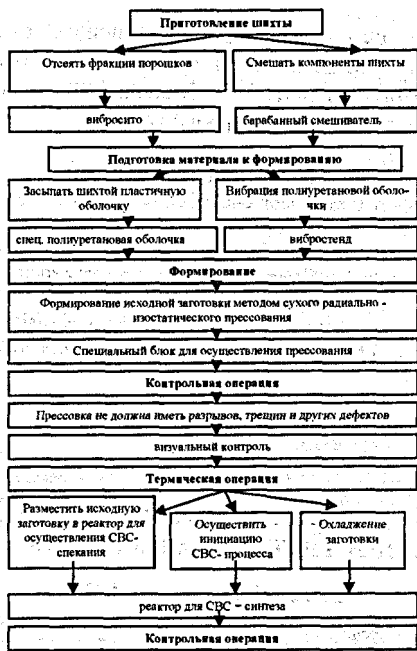 Приготовление шихты
Отсеять фракции порошков
Смешать компоненты шихты
вибросито
барабанный смешиватель
Подготовка материала к формированию
Засыпать шихтой пластичную
оболочку
Вибрация полиуретановой оболо-
чки
спец. полиуретановая оболочка
вибростенд
Формирование
Формирование исходной заготовки методом сухого радиально -
изостатического прессования
Специальный блок для осуществления прессования
Контрольная операция
Прессовка не должна иметь разрывов, трещин и других дефектов
визуальный контроль
Термическая операция
Разместить исходную
заготовку в реактор для
осуществления СВС-
спекания
Осуществить
инициацию
СВС- процесса
Охлаждение
заготовки
реактор для СВС – синтеза
Контрольная операция